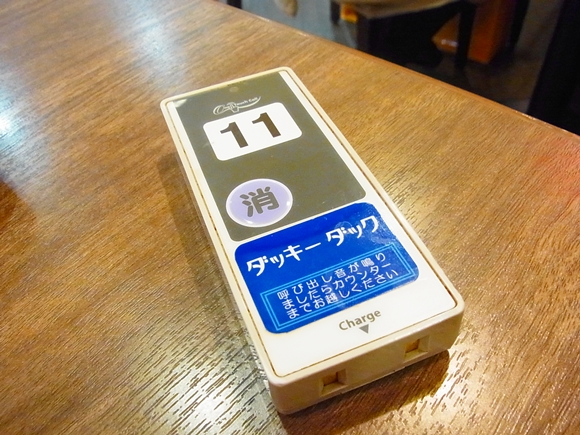 11
消
ダッキー ダック
呼び出し音が鳴り
ましたらカウンター
までお越しください
Charge